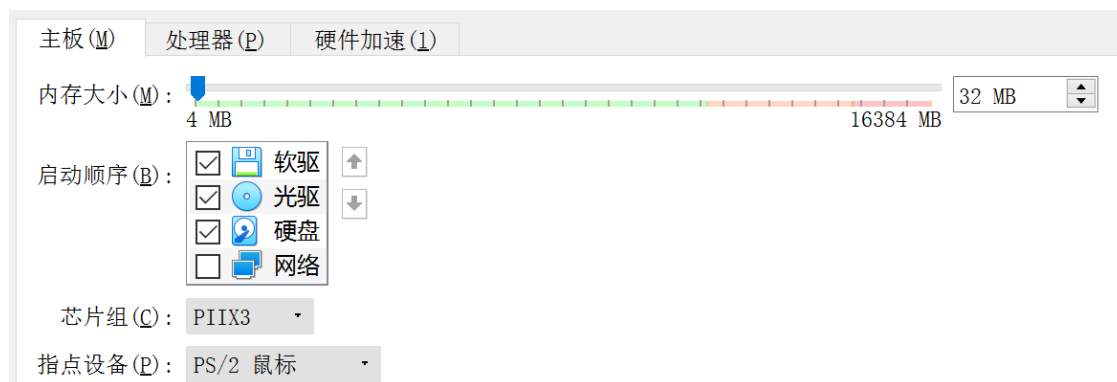 主板(M) 处理器(P) 硬件加速(l)
内存大小(M): 32 MB
4 MB 16384 MB
启动顺序(B): 软驱
光驱
硬盘
网络
芯片组(C): PIIX3
指点设备(P): PS/2 鼠标